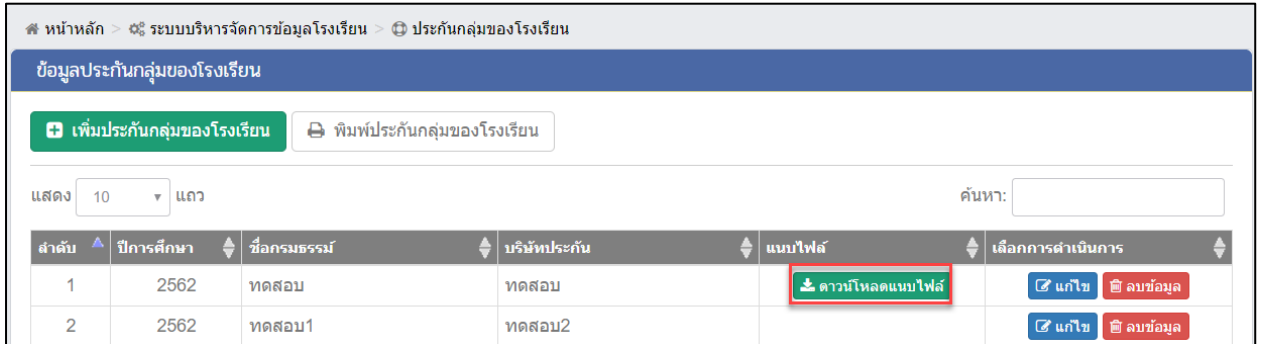 หน้าหลัก > ระบบบริหารจัดการข้อมูลโรงเรียน > ประกันกลุ่มของโรงเรียน
ข้อมูลประกันกลุ่มของโรงเรียน
เพิ่มประกันกลุ่มของโรงเรียน พิมพ์ประกันกลุ่มของโรงเรียน
แสดง 10 แถว ค้นหา:
ลำดับ ปีการศึกษา ชื่อกรมธรรม์ บริษัทประกัน แนบไฟล์ เลือกการดำเนินการ
1 2562 ทดสอบ ทดสอบ ดาวน์โหลดแนบไฟล์ แก้ไข ลบข้อมูล
2 2562 ทดสอบ1 ทดสอบ2 แก้ไข ลบข้อมูล